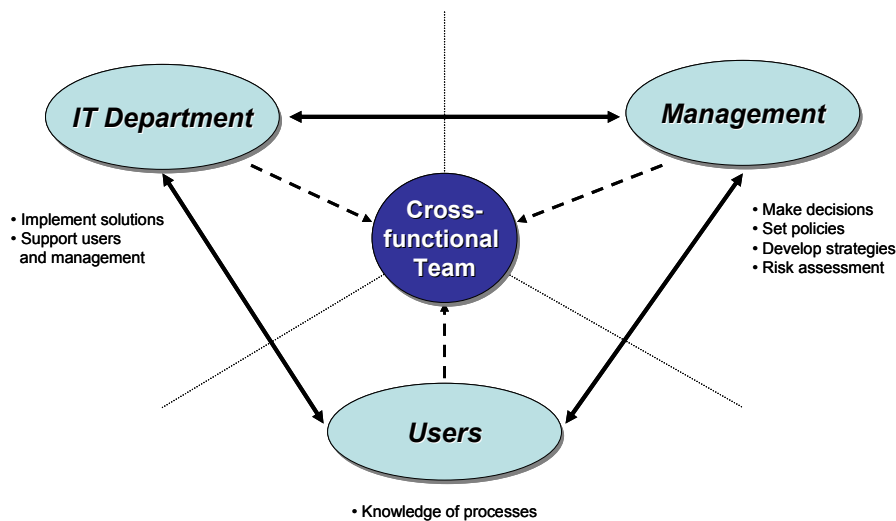 IT Department
Management
Cross-
functional
Team
• Implement solutions
• Support users
and management
• Make decisions
• Set policies
• Develop strategies
• Risk assessment
Users
• Knowledge of processes